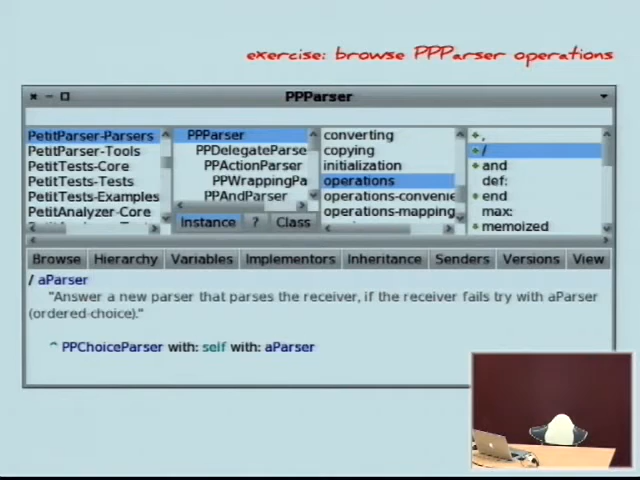 exercise: browse PPParser operations
PPParser
PetitParser-Parsers
PetitParser-Tools
PetitTests-Core
PetitTests-Tests
PetitTests-Examples
PetitAnalyzer-Core
PPParser
PPDelegateParse
PPActionParser
PPWrappingPa
PPAndParser
Instance ? Class
converting
copying
initialization
operations
operations-convenie
operations-mapping
,
/
and
def:
end
max:
memoized
Browse Hierarchy Variables Implementors Inheritance Senders Versions View
/ aParser
"Answer a new parser that parses the receiver, if the receiver fails try with aParser
(ordered-choice)."
^ PPChoiceParser with: self with: aParser